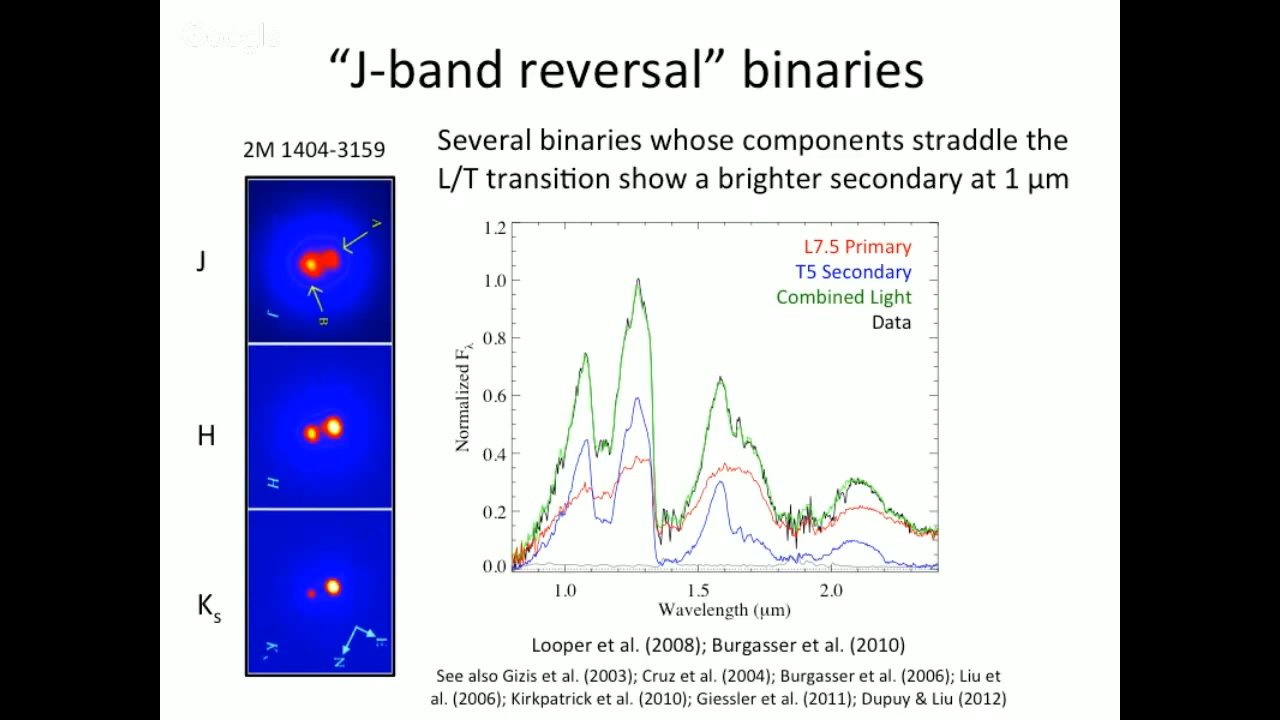 Google
“J-band reversal” binaries
2M 1404-3159
Several binaries whose components straddle the
L/T transition show a brighter secondary at 1 μm
J
A
B
J
H
H
Ks
K
N
E
1.2
1.0
0.8
0.6
0.4
0.2
0.0
Normalized Fλ
L7.5 Primary
T5 Secondary
Combined Light
Data
1.0 1.5 2.0
Wavelength (μm)
Looper et al. (2008); Burgasser et al. (2010)
See also Gizis et al. (2003); Cruz et al. (2004); Burgasser et al. (2006); Liu et
al. (2006); Kirkpatrick et al. (2010); Giessler et al. (2011); Dupuy & Liu (2012)